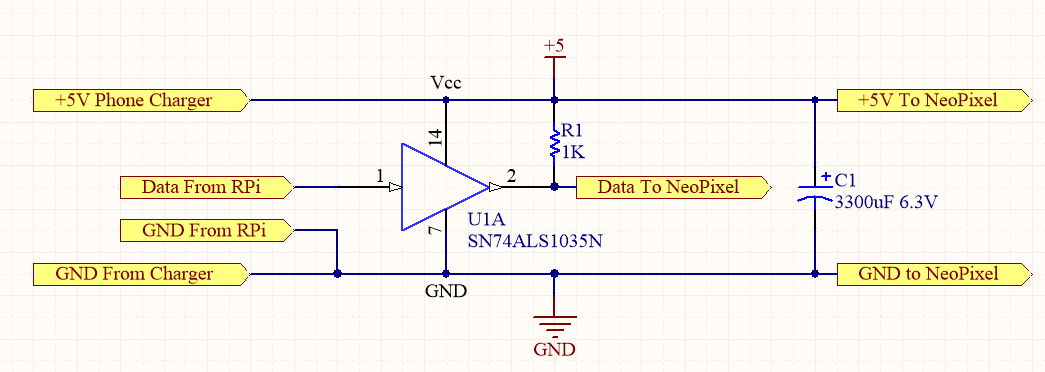 +5
Vcc
+5V Phone Charger
+5V To NeoPixel
14
R1
1K
1
2
Data From RPi
Data To NeoPixel
+
C1
3300uF 6.3V
GND From RPi
7
U1A
SN74ALS1035N
GND From Charger
GND to NeoPixel
GND
GND